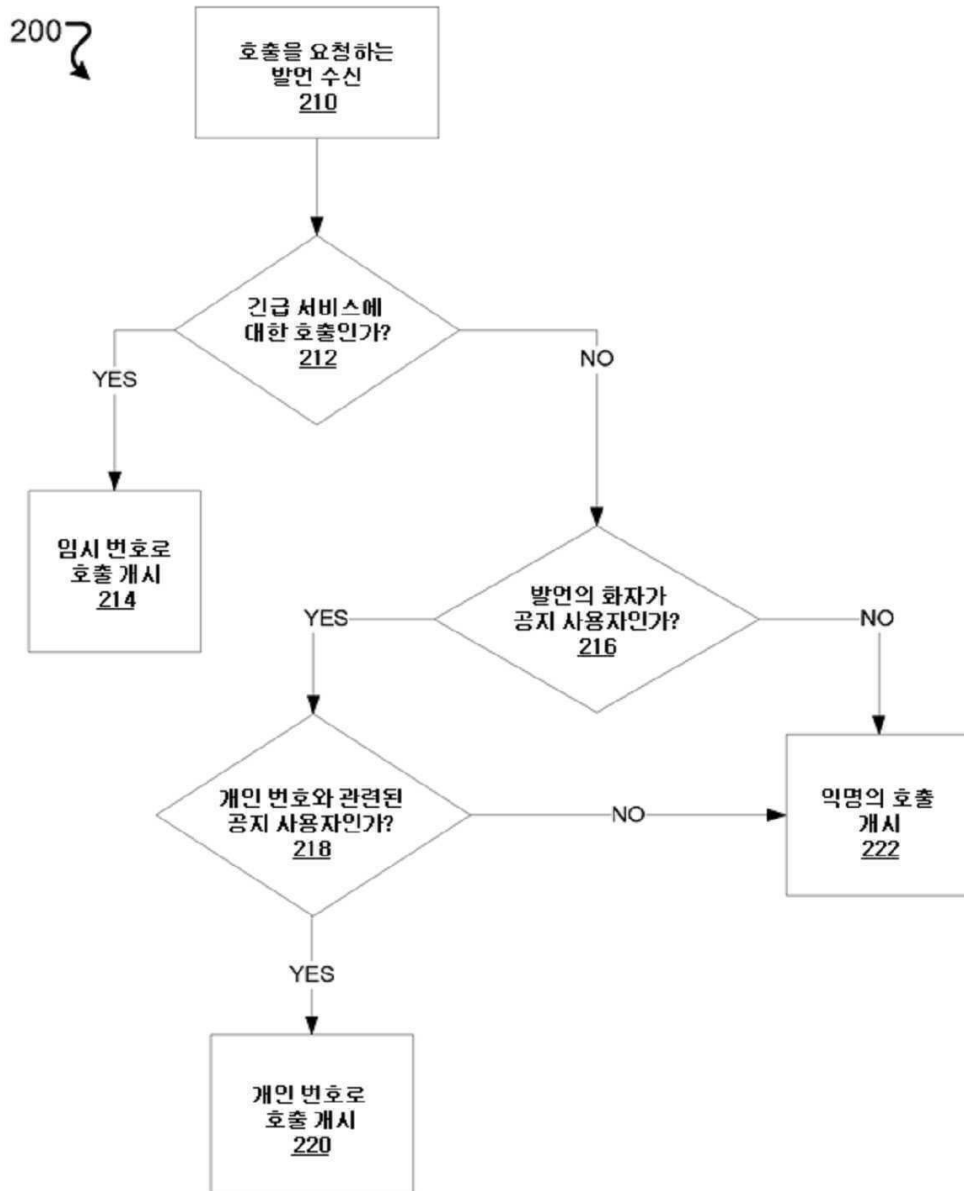 200
호출을 요청하는
발언 수신
210
긴급 서비스에
대한 호출인가?
212
YES
NO
임시 번호로
호출 개시
214
발언의 화자가
공지 사용자인가?
216
YES
NO
개인 번호와 관련된
공지 사용자인가?
218
NO
익명의 호출
개시
222
YES
개인 번호로
호출 개시
220